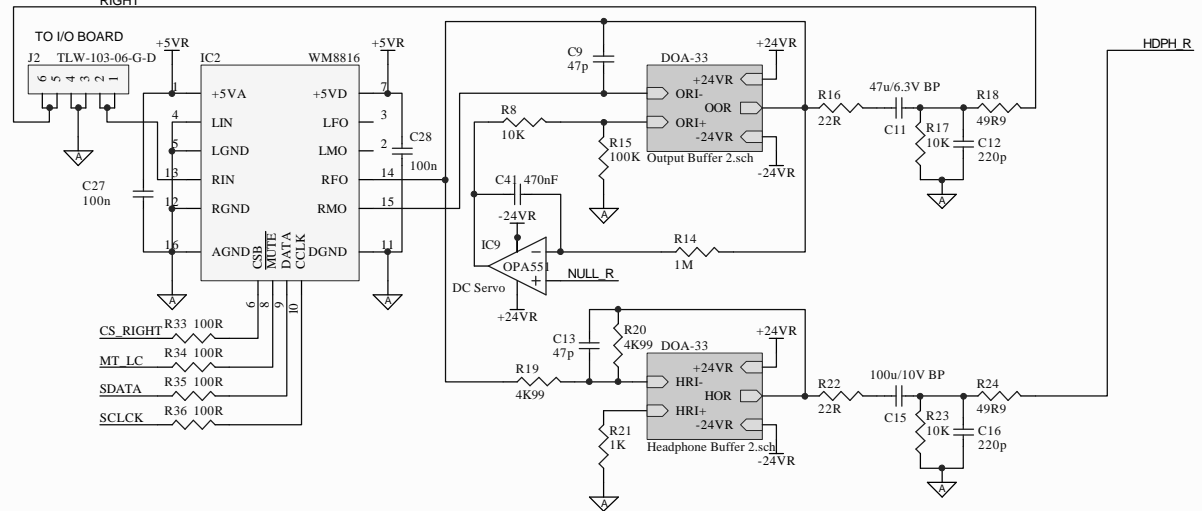 RIGHT
TO I/O BOARD
J2 TLW-103-06-G-D
6 5 4 3 2 1
+5VR
IC2
WM8816
+5VR
1 +5VA
+5VD 7
4 LIN
LFO 3
5 LGND
LMO 2
13 RIN
RFO 14
12 RGND
RMO 15
16 AGND
DGND 11
CSB
MUTE
DATA
CCLK
6 8 9 10
C27
100n
C28
100n
A
A
A
CS_RIGHT R33 100R
MT_LC R34 100R
SDATA R35 100R
SCLCK R36 100R
C9
47p
R8
10K
R15
100K
A
DOA-33
+24VR
+24VR
ORI-
OOR
ORI+
-24VR
-24VR
Output Buffer 2.sch
C41 470nF
-24VR
IC9
OPA551
DC Servo
+24VR
NULL_R
R14
1M
R16
22R
47u/6.3V BP
C11
R17
10K
C12
220p
R18
49R9
A
HDPH_R
C13
47p
R20
4K99
R19
4K99
R21
1K
A
DOA-33
+24VR
+24VR
HRI-
HOR
HRI+
-24VR
-24VR
Headphone Buffer 2.sch
R22
22R
100u/10V BP
C15
R23
10K
C16
220p
R24
49R9
A